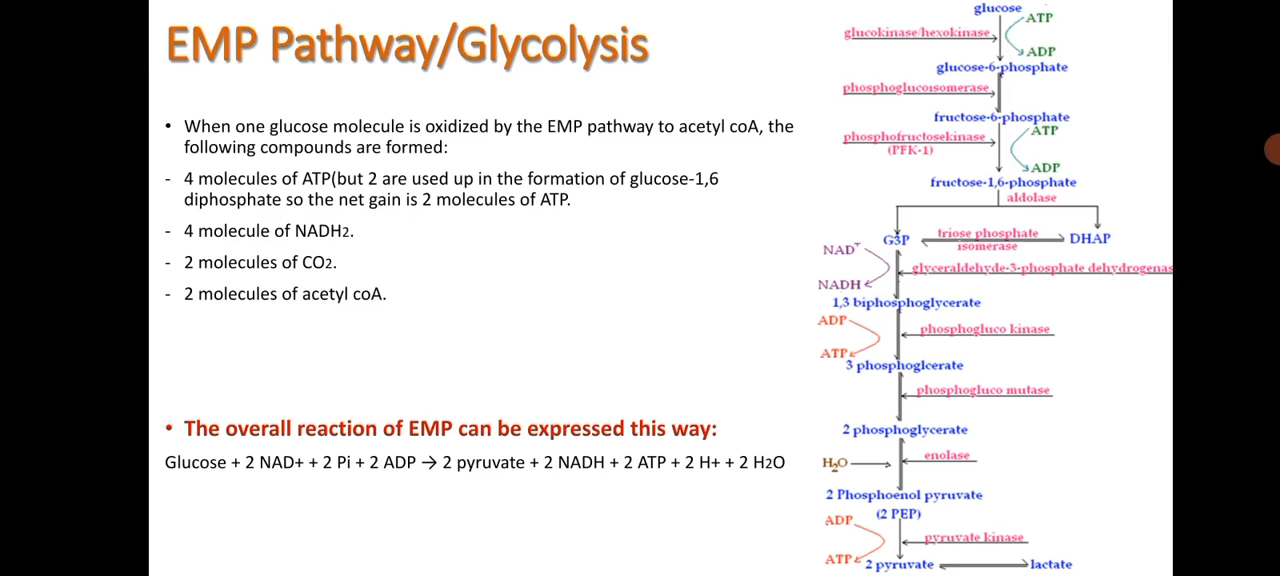 EMP Pathway/Glycolysis
• When one glucose molecule is oxidized by the EMP pathway to acetyl coA, the
following compounds are formed:
- 4 molecules of ATP(but 2 are used up in the formation of glucose-1,6
diphosphate so the net gain is 2 molecules of ATP.
- 4 molecule of NADH2.
- 2 molecules of CO2.
- 2 molecules of acetyl coA.
• The overall reaction of EMP can be expressed this way:
Glucose + 2 NAD+ + 2 Pi + 2 ADP → 2 pyruvate + 2 NADH + 2 ATP + 2 H+ + 2 H2O
glucose
ATP
glucokinase/hexokinase
ADP
glucose-6-phosphate
phosphoglucoisomerase
fructose-6-phosphate
ATP
phosphofructosekinase
(PFK-1)
ADP
fructose-1,6-phosphate
aldolase
G3P
triose phosphate
isomerase
DHAP
NAD+
glyceraldehyde-3-phosphate dehydrogenas
NADH
1,3 biphosphoglycerate
ADP
phosphogluco kinase
ATP
3 phosphoglcerate
phosphogluco mutase
2 phosphoglycerate
H2O
enolase
2 Phosphoenol pyruvate
(2 PEP)
ADP
pyruvate kinase
ATP
2 pyruvate
lactate